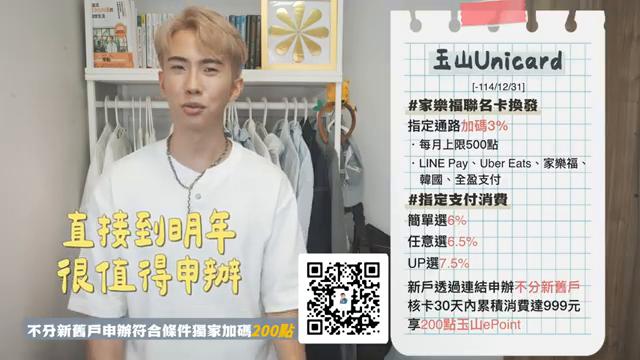 玉山Unicard
[-114/12/31]
#家樂福聯名卡換發
指定通路加碼3%
·每月上限500點
·LINE Pay、Uber Eats、家樂福、
韓國、全盈支付
#指定支付消費
簡單選6%
任意選6.5%
UP選7.5%
新戶透過連結申辦不分新舊戶
核卡30天內累積消費達999元
享200點玉山ePoint
直接到明年
很值得申辦
不分新舊戶申辦符合條件獨家加碼200點